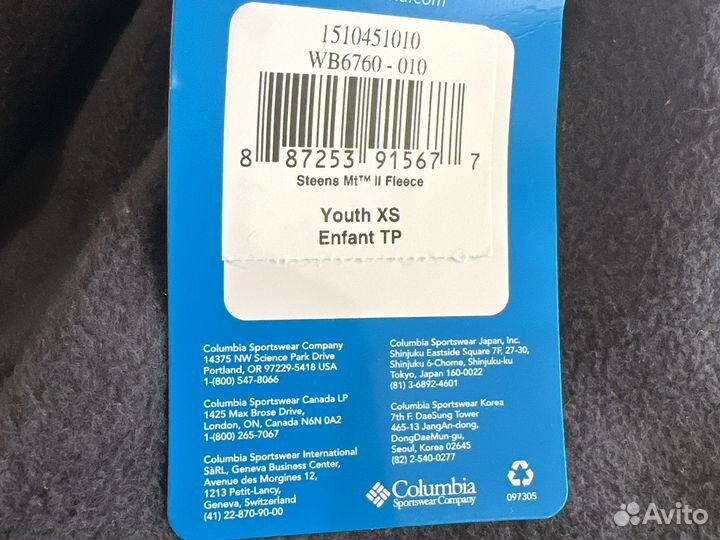 1510451010
WB6760 - 010
8 87253 91567 7
Steens Mt™ II Fleece
Youth XS
Enfant TP
Columbia Sportswear Company
14375 NW Science Park Drive
Portland, OR 97229-5418 USA
1-(800) 547-8066
Columbia Sportswear Canada LP
1425 Max Brose Drive,
London, ON, Canada N6N 0A2
1-(800) 265-7067
Columbia Sportswear International
SàRL, Geneva Business Center,
Avenue des Morgines 12,
1213 Petit-Lancy,
Geneva, Switzerland
(41) 22-870-90-00
Columbia Sportswear Japan, Inc.
Shinjuku Eastside Square 7F, 27-30,
Shinjuku 6-Chome, Shinjuku-ku
Tokyo, Japan 160-0022
(81) 3-6892-4601
Columbia Sportswear Korea
7th F. DaeSung Tower
465-13 JangAn-dong,
DongDaeMun-gu,
Seoul, Korea 02645
(82) 2-540-0277
Columbia
Sportswear Company
097305
Avito